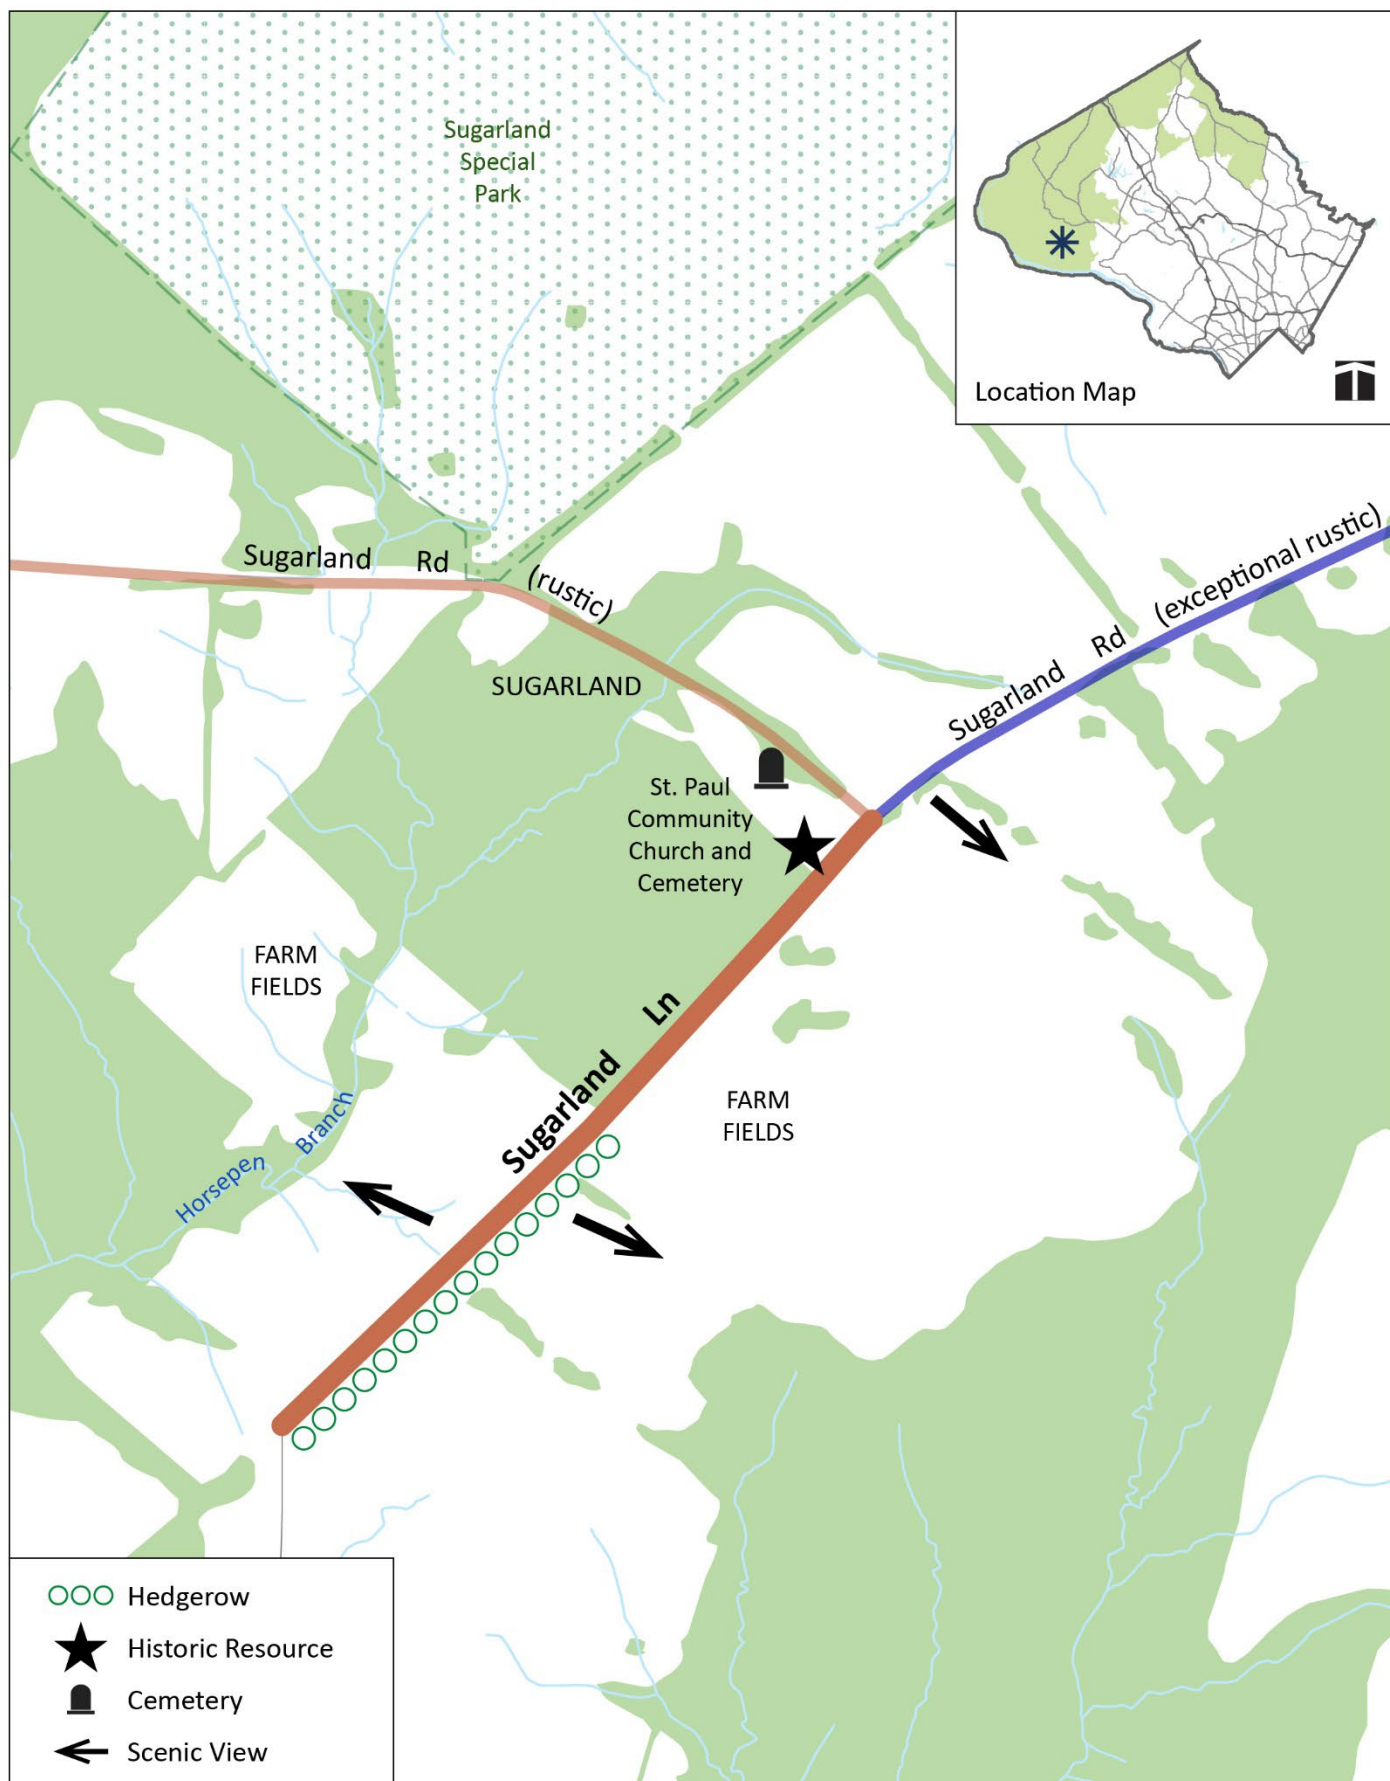 Sugarland
Special
Park
Location Map
Sugarland Rd (rustic)
Sugarland Rd (exceptional rustic)
SUGARLAND
St. Paul
Community
Church and
Cemetery
FARM
FIELDS
Sugarland Ln
FARM
FIELDS
Horsepen Branch
Hedgerow
Historic Resource
Cemetery
Scenic View